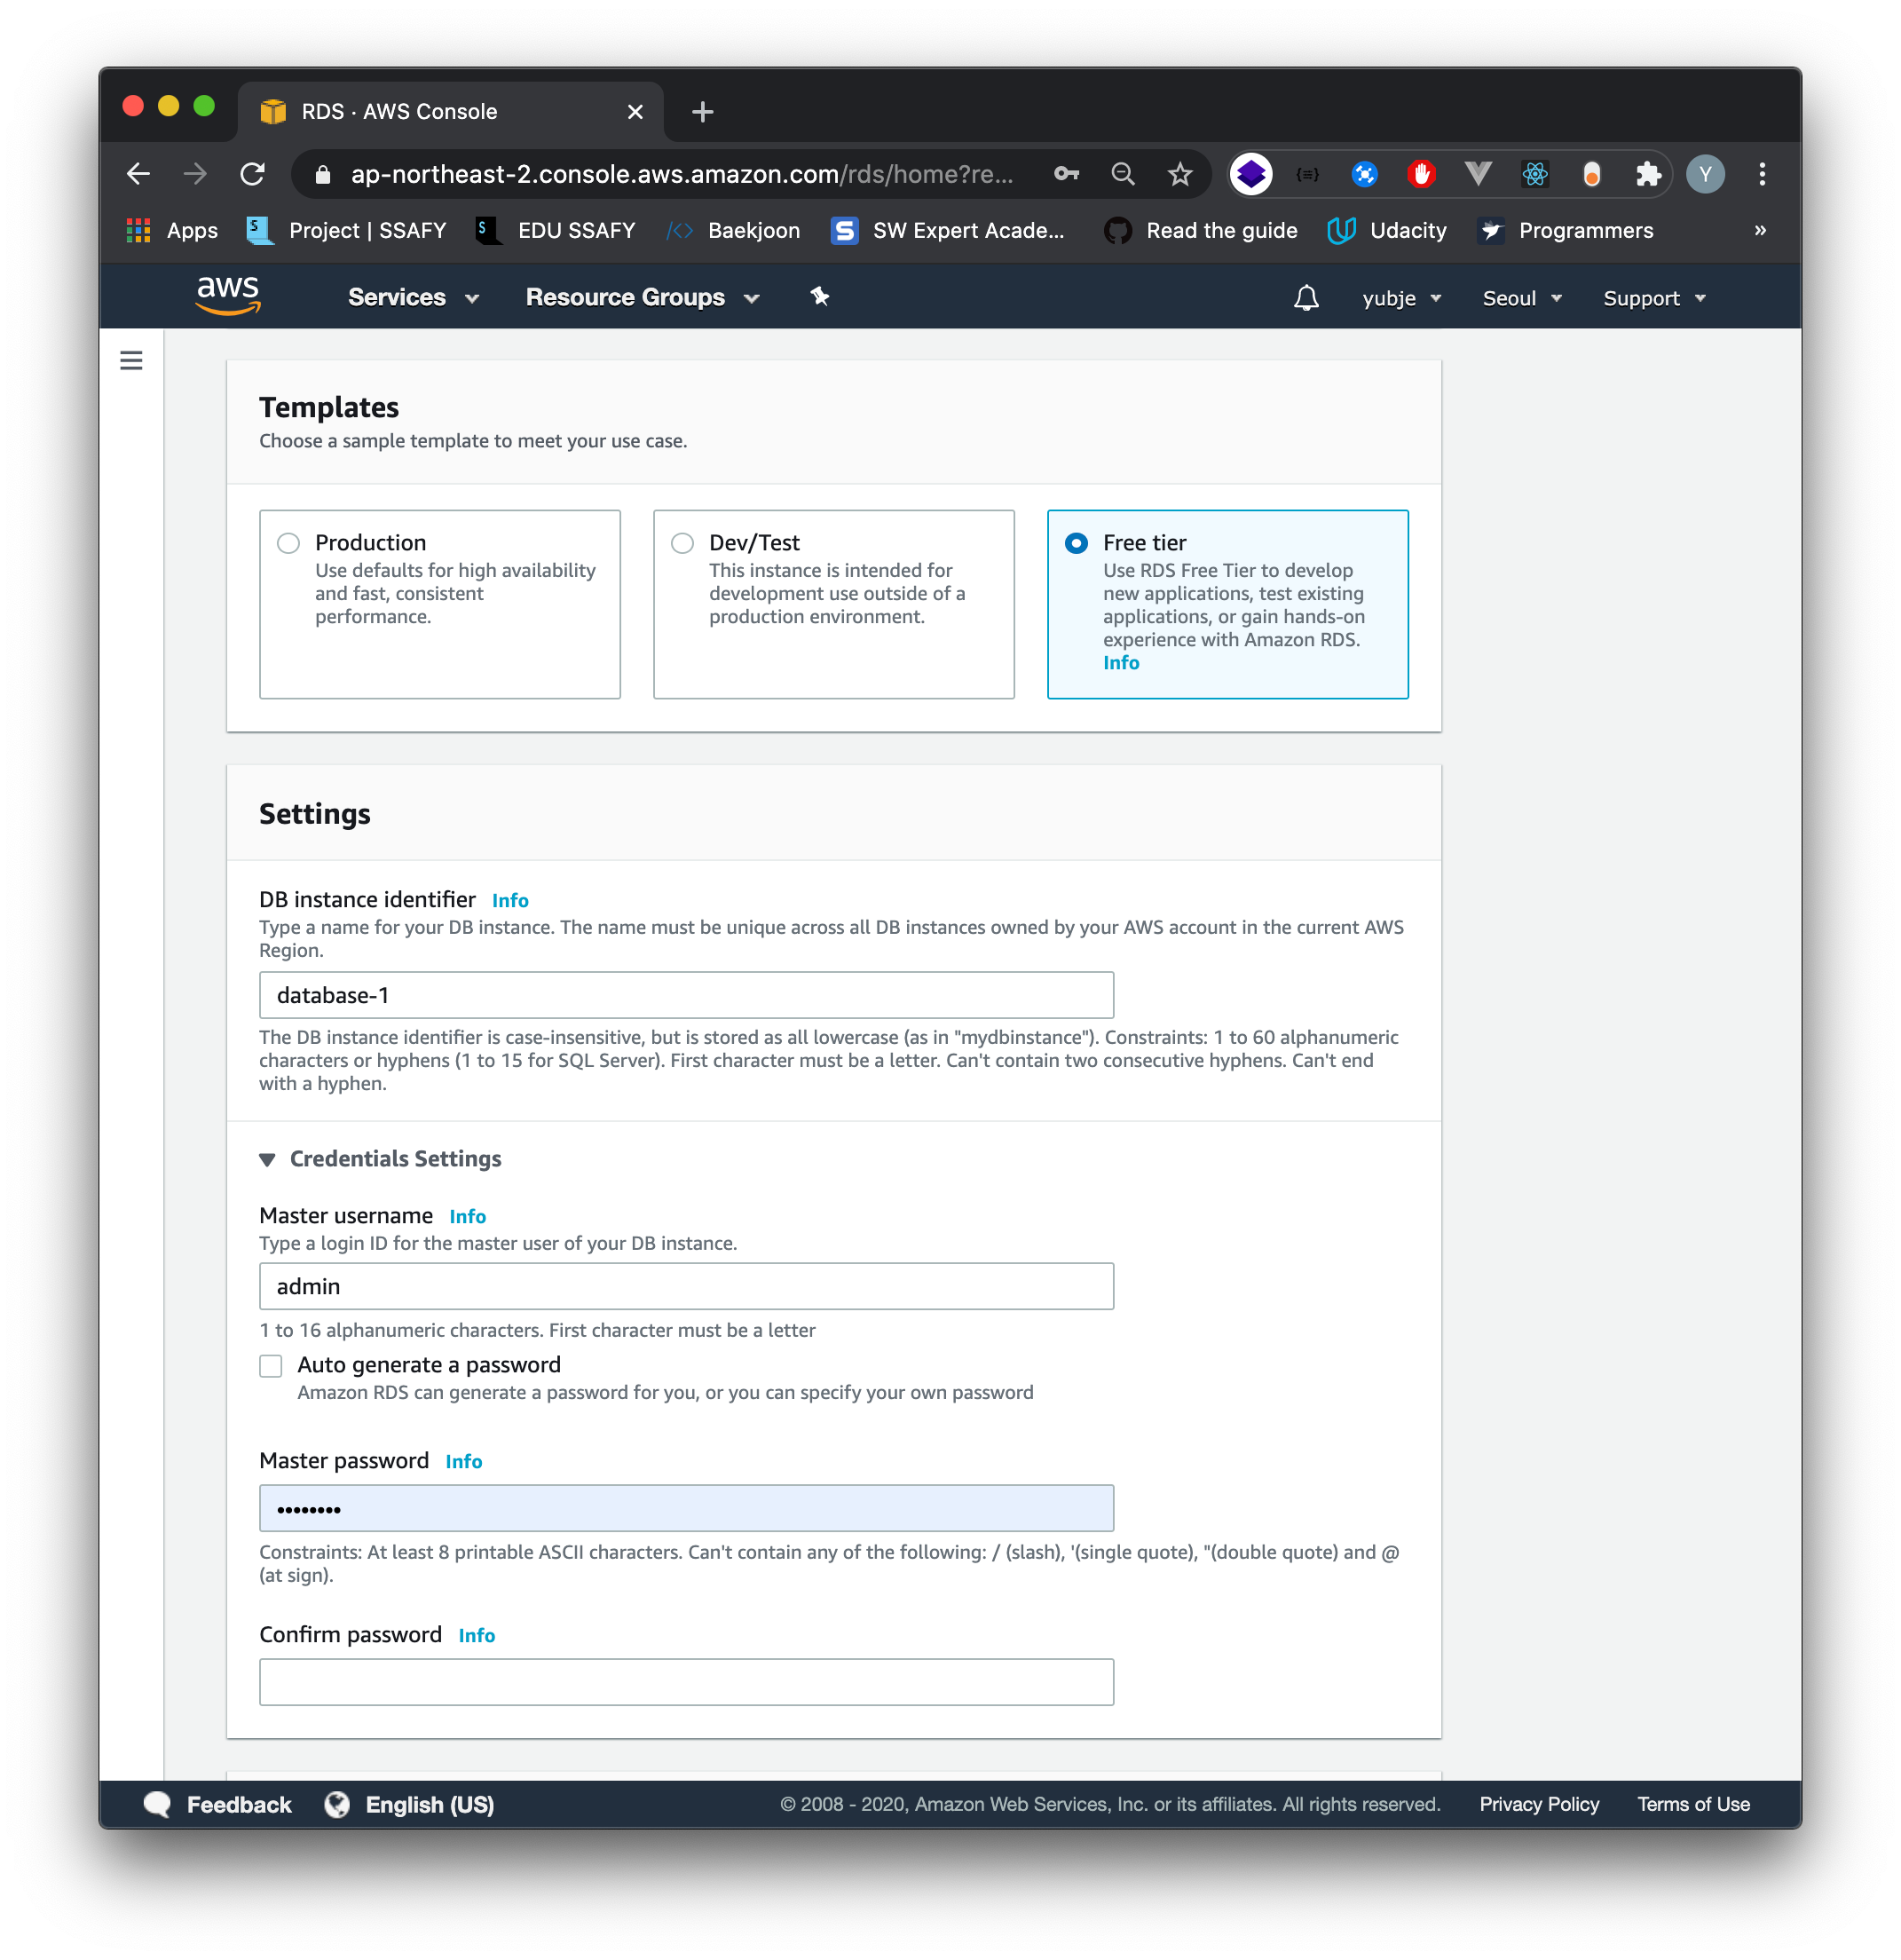 RDS · AWS Console
ap-northeast-2.console.aws.amazon.com/rds/home?re...
Y
Apps
Project | SSAFY
EDU SSAFY
Baekjoon
SW Expert Acade...
Read the guide
Udacity
Programmers
»
aws
Services
Resource Groups
yubje
Seoul
Support
Templates
Choose a sample template to meet your use case.
Production
Use defaults for high availability
and fast, consistent
performance.
Dev/Test
This instance is intended for
development use outside of a
production environment.
Free tier
Use RDS Free Tier to develop
new applications, test existing
applications, or gain hands-on
experience with Amazon RDS.
Info
Settings
DB instance identifier Info
Type a name for your DB instance. The name must be unique across all DB instances owned by your AWS account in the current AWS
Region.
database-1
The DB instance identifier is case-insensitive, but is stored as all lowercase (as in "mydbinstance"). Constraints: 1 to 60 alphanumeric
characters or hyphens (1 to 15 for SQL Server). First character must be a letter. Can't contain two consecutive hyphens. Can't end
with a hyphen.
Credentials Settings
Master username Info
Type a login ID for the master user of your DB instance.
admin
1 to 16 alphanumeric characters. First character must be a letter
Auto generate a password
Amazon RDS can generate a password for you, or you can specify your own password
Master password Info
••••••••
Constraints: At least 8 printable ASCII characters. Can't contain any of the following: / (slash), '(single quote), "(double quote) and @
(at sign).
Confirm password Info
Feedback
English (US)
© 2008 - 2020, Amazon Web Services, Inc. or its affiliates. All rights reserved.
Privacy Policy
Terms of Use